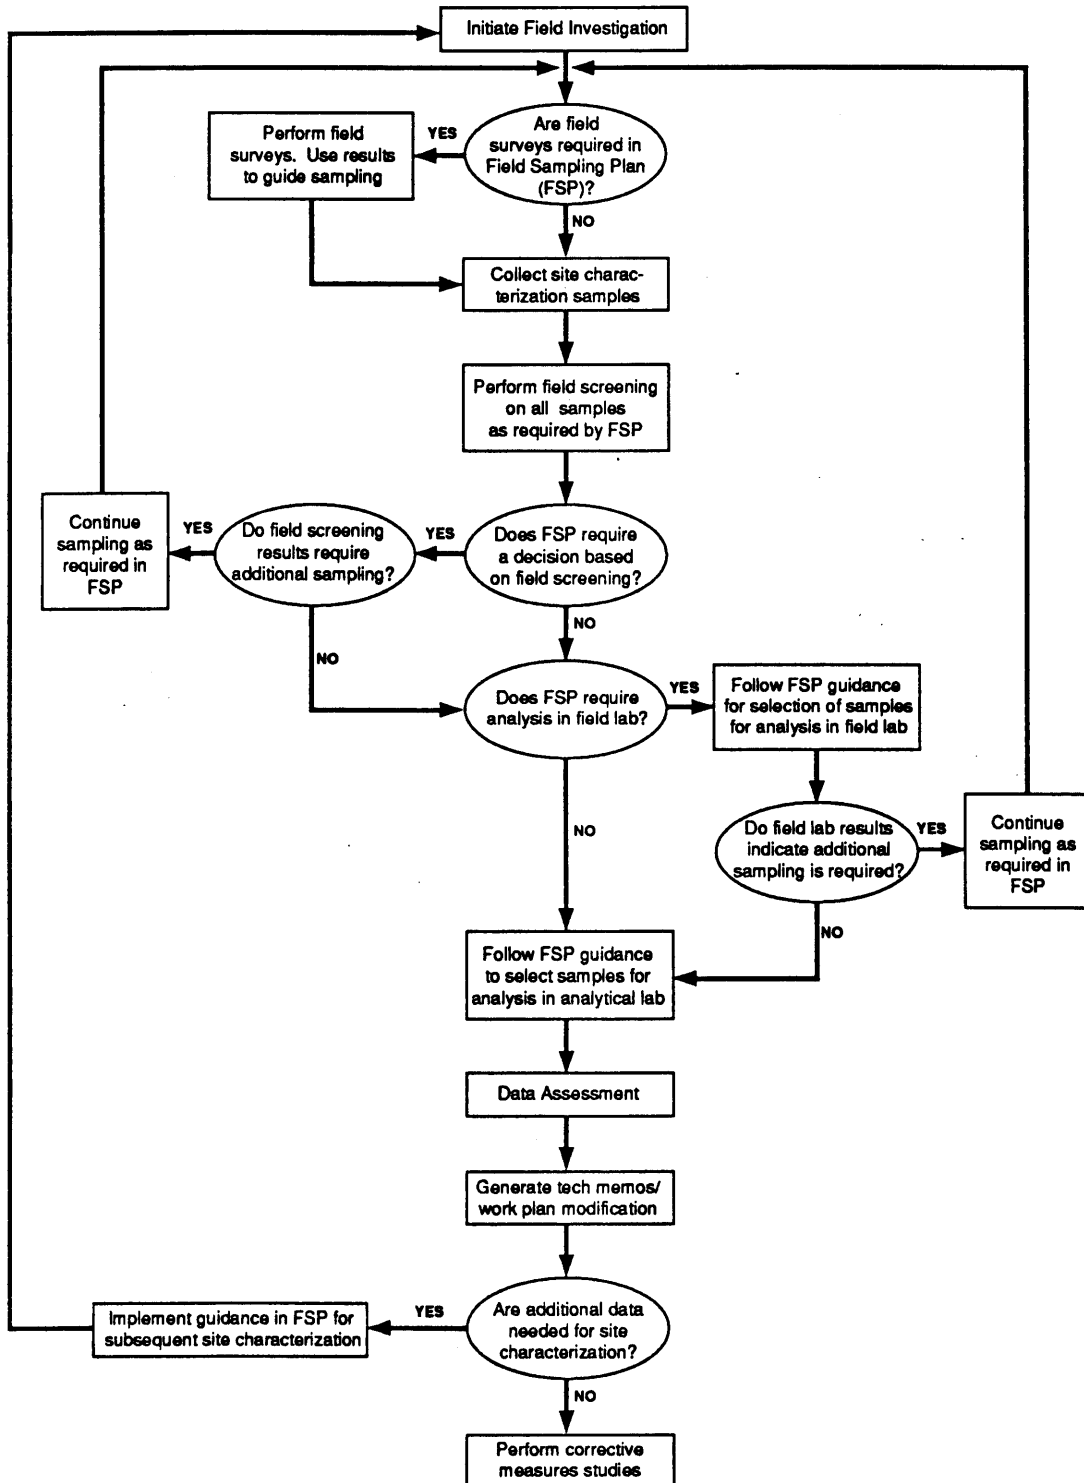 Initiate Field Investigation
Are field
surveys required in
Field Sampling Plan
(FSP)?
YES
Perform field
surveys. Use results
to guide sampling
NO
Collect site charac-
terization samples
Perform field screening
on all samples
as required by FSP
Does FSP require
a decision based
on field screening?
YES
Do field screening
results require
additional sampling?
YES
Continue
sampling as
required in
FSP
NO
NO
Does FSP require
analysis in field lab?
YES
Follow FSP guidance
for selection of samples
for analysis in field lab
NO
Do field lab results
indicate additional
sampling is required?
YES
Continue
sampling as
required in
FSP
NO
Follow FSP guidance
to select samples for
analysis in analytical lab
Data Assessment
Generate tech memos/
work plan modification
Are additional data
needed for site
characterization?
YES
Implement guidance in FSP for
subsequent site characterization
NO
Perform corrective
measures studies